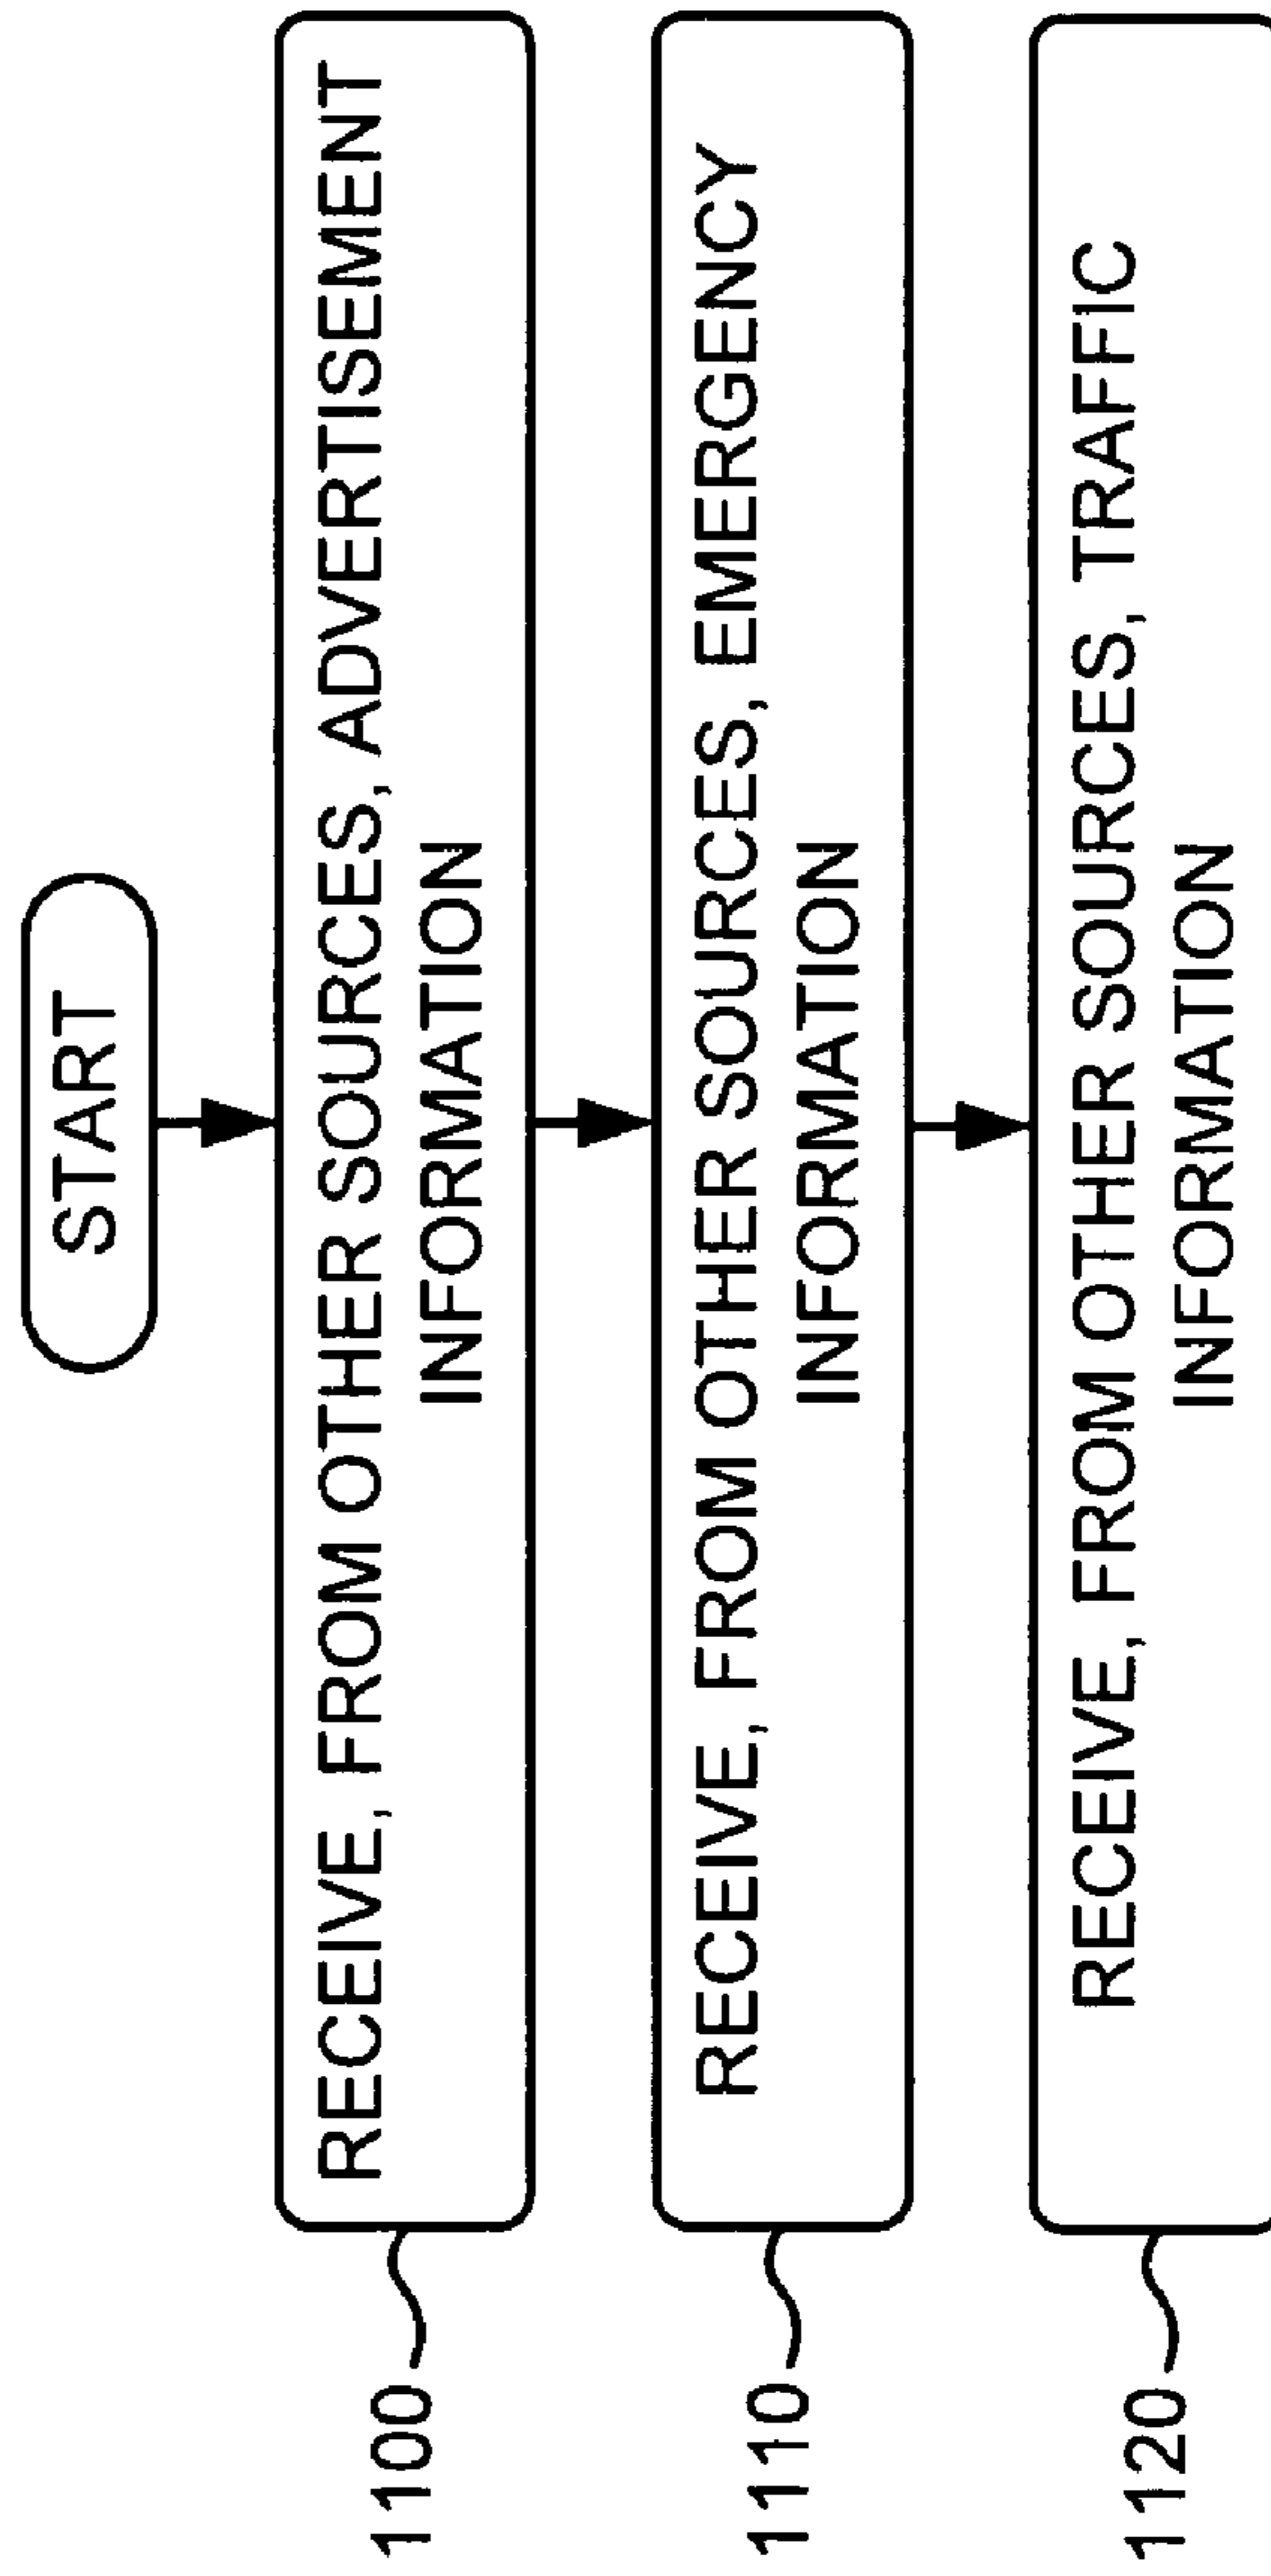 START
RECEIVE, FROM OTHER SOURCES, ADVERTISEMENT
INFORMATION
1100
RECEIVE, FROM OTHER SOURCES, EMERGENCY
INFORMATION
1110
RECEIVE, FROM OTHER SOURCES, TRAFFIC
INFORMATION
1120